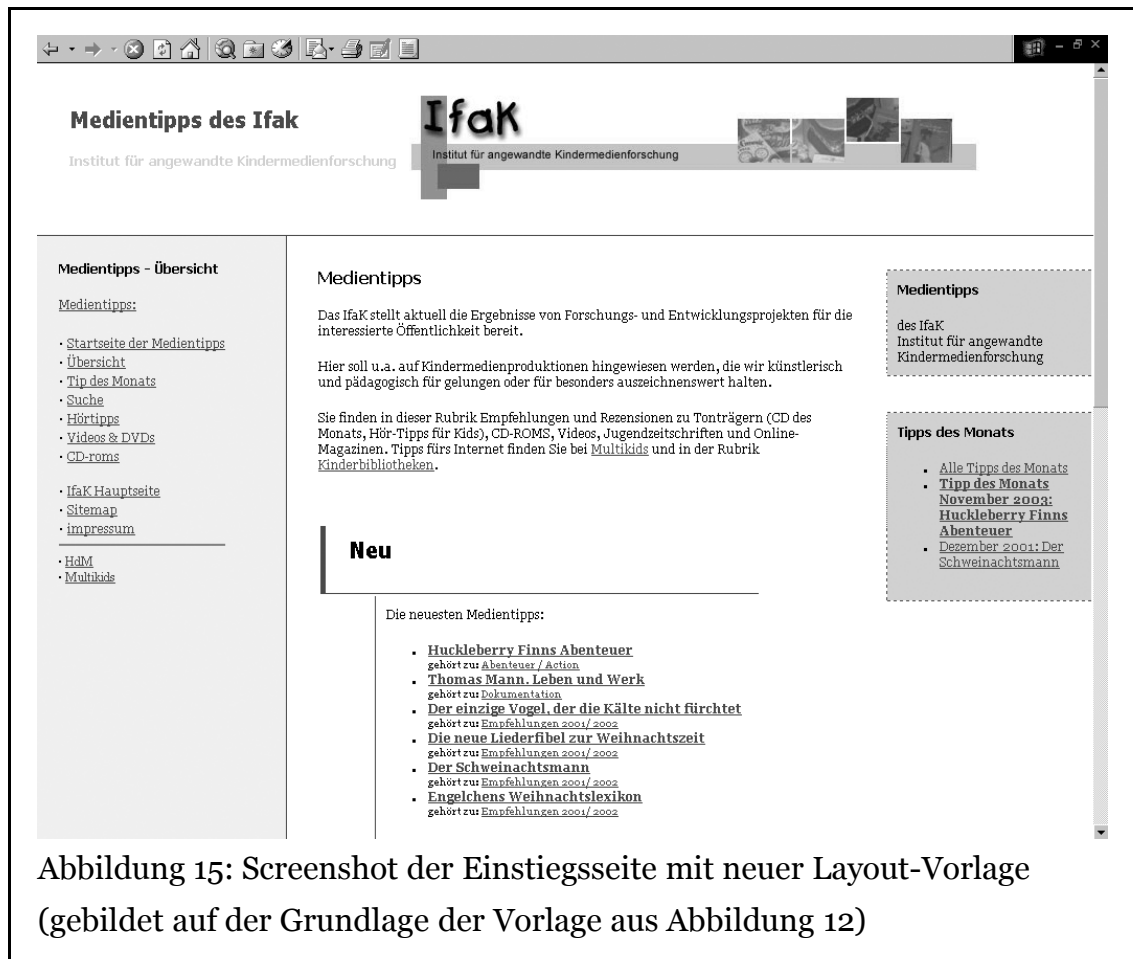 Medientipps des Ifak
Institut für angewandte Kindermedienforschung
IfaK
Institut für angewandte Kindermedienforschung
Medientipps - Übersicht
Medientipps:
· Startseite der Medientipps
· Übersicht
· Tip des Monats
· Suche
· Hörtipps
· Videos & DVDs
· CD-roms
· IfaK Hauptseite
· Sitemap
· impressum
· HdM
· Multikids
Medientipps
Das IfaK stellt aktuell die Ergebnisse von Forschungs- und Entwicklungsprojekten für die
interessierte Öffentlichkeit bereit.
Hier soll u.a. auf Kindermedienproduktionen hingewiesen werden, die wir künstlerisch
und pädagogisch für gelungen oder für besonders auszeichnenswert halten.
Sie finden in dieser Rubrik Empfehlungen und Rezensionen zu Tonträgern (CD des
Monats, Hör-Tipps für Kids), CD-ROMS, Videos, Jugendzeitschriften und Online-
Magazinen. Tipps fürs Internet finden Sie bei Multikids und in der Rubrik
Kinderbibliotheken.
Neu
Die neuesten Medientipps:
Huckleberry Finns Abenteuer
gehört zu: Abenteuer / Action
Thomas Mann. Leben und Werk
gehört zu: Dokumentation
Der einzige Vogel, der die Kälte nicht fürchtet
gehört zu: Empfehlungen 2001/ 2002
Die neue Liederfibel zur Weihnachtszeit
gehört zu: Empfehlungen 2001/ 2002
Der Schweinachtsmann
gehört zu: Empfehlungen 2001/ 2002
Engelchens Weihnachtslexikon
gehört zu: Empfehlungen 2001/ 2002
Medientipps
des IfaK
Institut für angewandte
Kindermedienforschung
Tipps des Monats
Alle Tipps des Monats
Tipp des Monats
November 2003:
Huckleberry Finns
Abenteuer
Dezember 2001: Der
Schweinachtsmann
Abbildung 15: Screenshot der Einstiegsseite mit neuer Layout-Vorlage
(gebildet auf der Grundlage der Vorlage aus Abbildung 12)